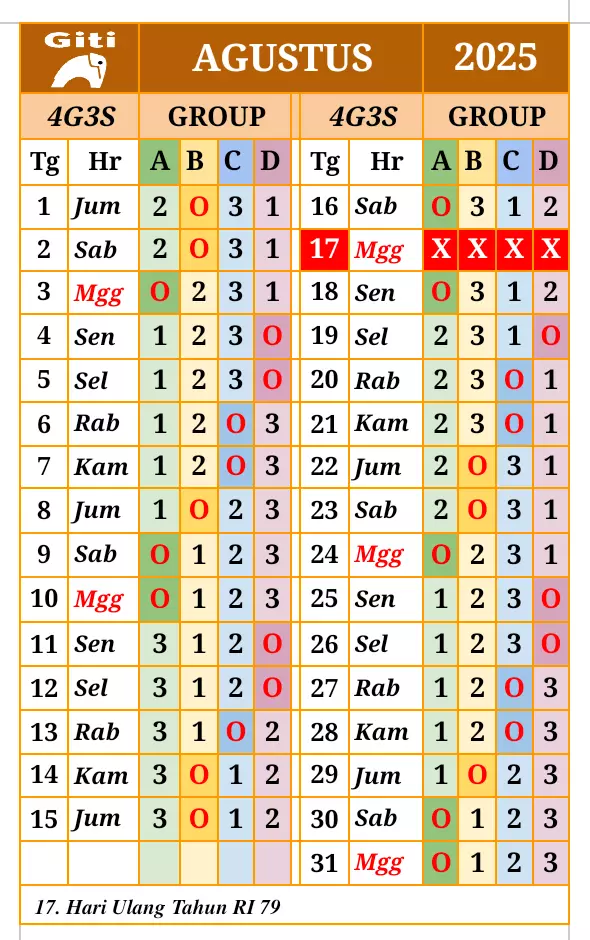 Giti AGUSTUS 2025
4G3S GROUP 4G3S GROUP
Tg Hr A B C D Tg Hr A B C D
1 Jum 2 O 3 1 16 Sab O 3 1 2
2 Sab 2 O 3 1 17 Mgg X X X X
3 Mgg O 2 3 1 18 Sen O 3 1 2
4 Sen 1 2 3 O 19 Sel 2 3 1 O
5 Sel 1 2 3 O 20 Rab 2 3 O 1
6 Rab 1 2 O 3 21 Kam 2 3 O 1
7 Kam 1 2 O 3 22 Jum 2 O 3 1
8 Jum 1 O 2 3 23 Sab 2 O 3 1
9 Sab O 1 2 3 24 Mgg O 2 3 1
10 Mgg O 1 2 3 25 Sen 1 2 3 O
11 Sen 3 1 2 O 26 Sel 1 2 3 O
12 Sel 3 1 2 O 27 Rab 1 2 O 3
13 Rab 3 1 O 2 28 Kam 1 2 O 3
14 Kam 3 O 1 2 29 Jum 1 O 2 3
15 Jum 3 O 1 2 30 Sab O 1 2 3
31 Mgg O 1 2 3
17. Hari Ulang Tahun RI 79